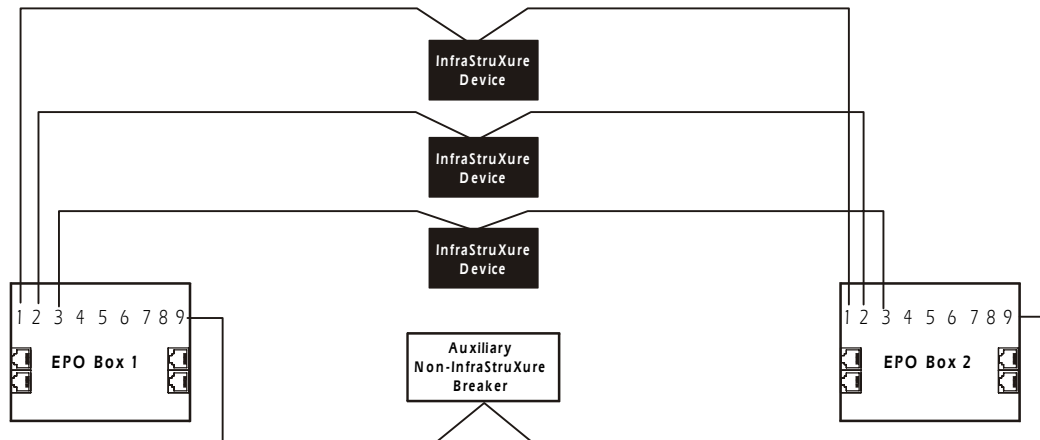 InfraStruXure
Device
InfraStruXure
Device
InfraStruXure
Device
1 2 3 4 5 6 7 8 9
EPO Box 1
Auxiliary
Non-InfraStruXure
Breaker
1 2 3 4 5 6 7 8 9
EPO Box 2